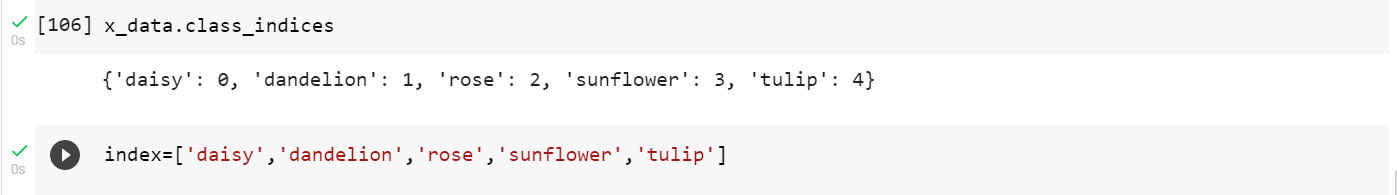 [106] x_data.class_indices
0s
{'daisy': 0, 'dandelion': 1, 'rose': 2, 'sunflower': 3, 'tulip': 4}
index=['daisy','dandelion','rose','sunflower','tulip']
0s